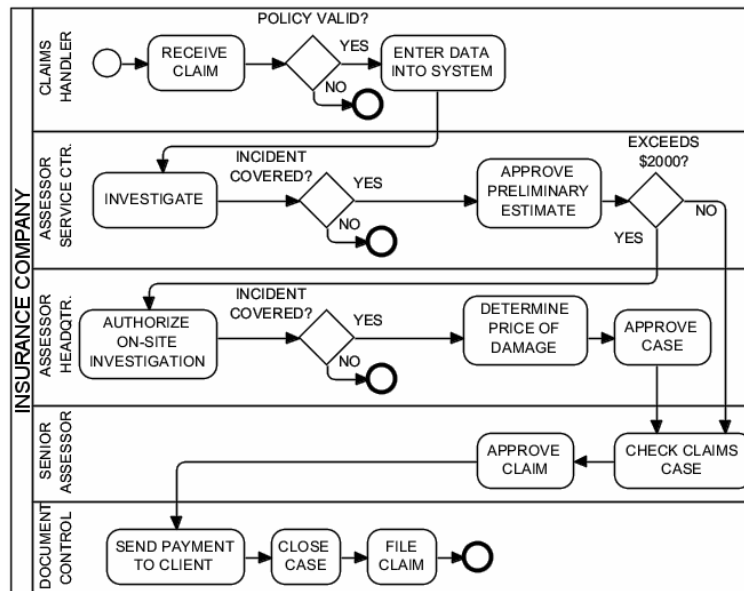 INSURANCE COMPANY
CLAIMS
HANDLER
RECEIVE
CLAIM
POLICY VALID?
YES
NO
ENTER DATA
INTO SYSTEM
ASSESSOR
SERVICE CTR.
INVESTIGATE
INCIDENT
COVERED?
YES
NO
APPROVE
PRELIMINARY
ESTIMATE
EXCEEDS
$2000?
NO
YES
ASSESSOR
HEADQTR.
AUTHORIZE
ON-SITE
INVESTIGATION
INCIDENT
COVERED?
YES
NO
DETERMINE
PRICE OF
DAMAGE
APPROVE
CASE
SENIOR
ASSESSOR
APPROVE
CLAIM
CHECK CLAIMS
CASE
DOCUMENT
CONTROL
SEND PAYMENT
TO CLIENT
CLOSE
CASE
FILE
CLAIM